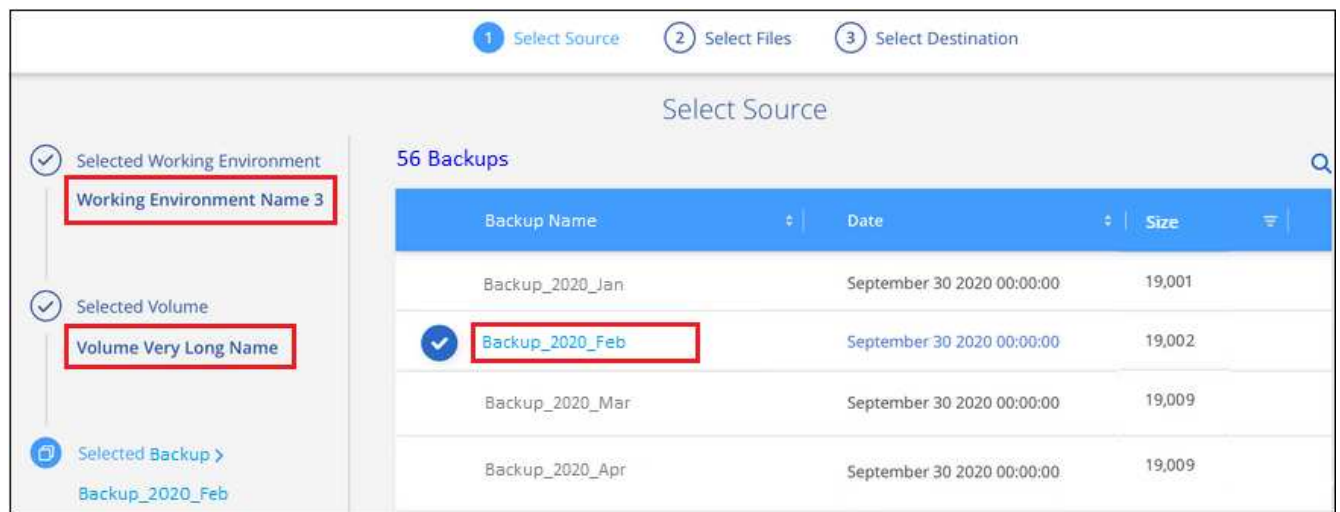 1 Select Source 2 Select Files 3 Select Destination
Select Source
Selected Working Environment
Working Environment Name 3
Selected Volume
Volume Very Long Name
Selected Backup >
Backup_2020_Feb
56 Backups
Backup Name Date Size
Backup_2020_Jan September 30 2020 00:00:00 19,001
Backup_2020_Feb September 30 2020 00:00:00 19,002
Backup_2020_Mar September 30 2020 00:00:00 19,009
Backup_2020_Apr September 30 2020 00:00:00 19,009